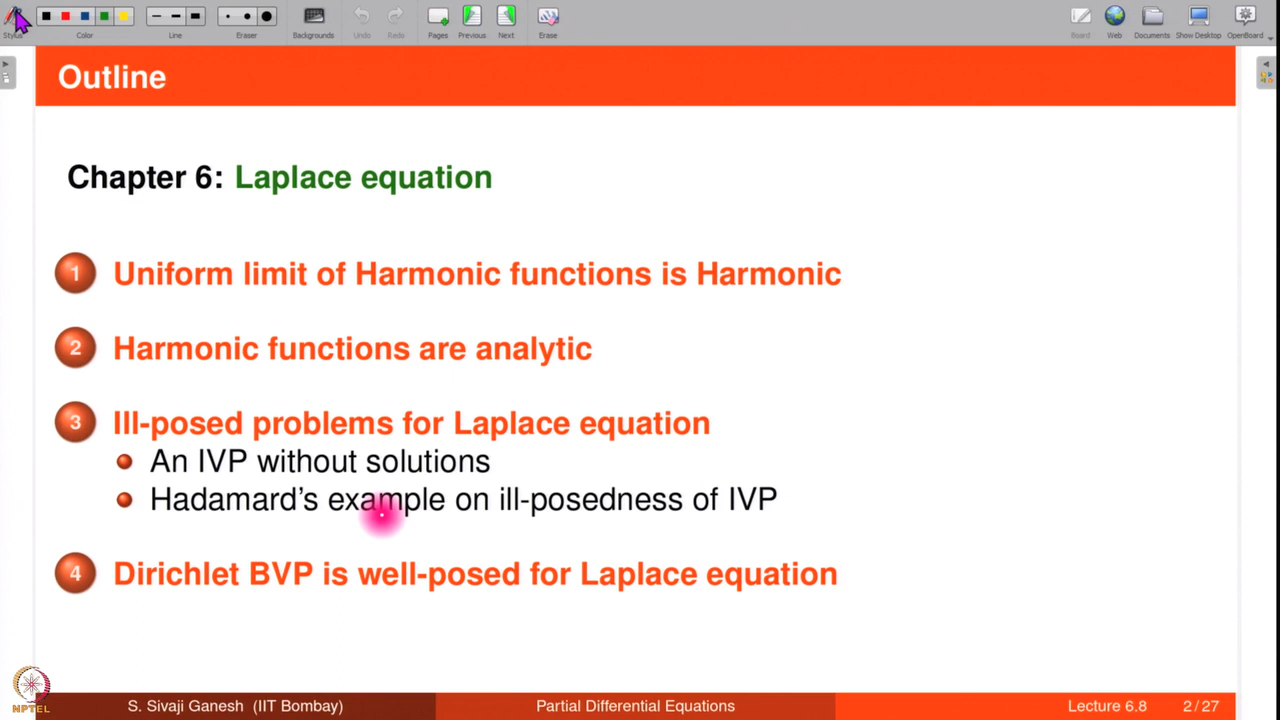 Stylus Color Line Eraser Backgrounds Undo Redo Pages Previous Next Erase Board Web Documents Show Desktop OpenBoard
Outline
Chapter 6: Laplace equation
1 Uniform limit of Harmonic functions is Harmonic
2 Harmonic functions are analytic
3 Ill-posed problems for Laplace equation
An IVP without solutions
Hadamard's example on ill-posedness of IVP
4 Dirichlet BVP is well-posed for Laplace equation
NPTEL
S. Sivaji Ganesh (IIT Bombay) Partial Differential Equations Lecture 6.8 2 / 27